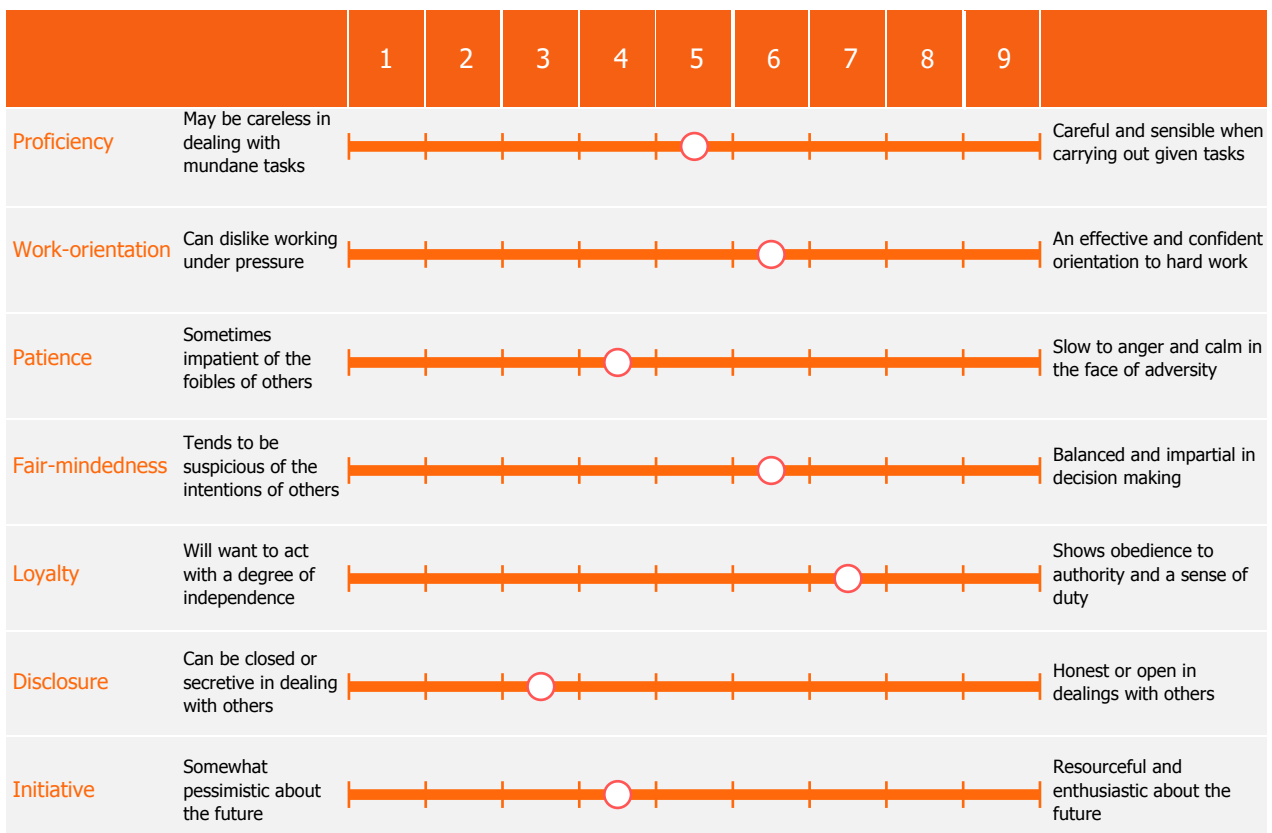 1 2 3 4 5 6 7 8 9
Proficiency
May be careless in
dealing with
mundane tasks
Careful and sensible when
carrying out given tasks
Work-orientation
Can dislike working
under pressure
An effective and confident
orientation to hard work
Patience
Sometimes
impatient of the
foibles of others
Slow to anger and calm in
the face of adversity
Fair-mindedness
Tends to be
suspicious of the
intentions of others
Balanced and impartial in
decision making
Loyalty
Will want to act
with a degree of
independence
Shows obedience to
authority and a sense of
duty
Disclosure
Can be closed or
secretive in dealing
with others
Honest or open in
dealings with others
Initiative
Somewhat
pessimistic about
the future
Resourceful and
enthusiastic about the
future